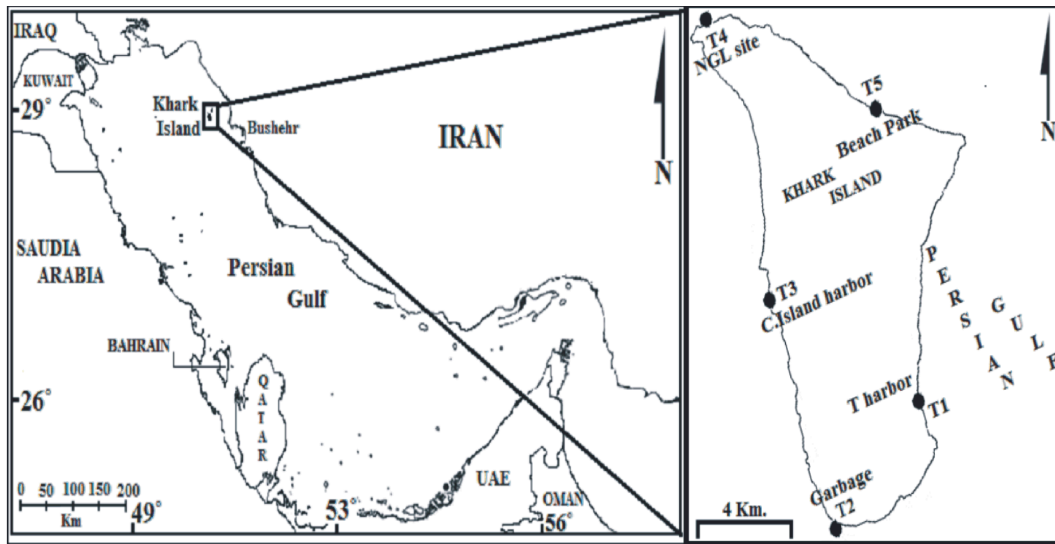 IRAQ
KUWAIT
29°
Khark
Island
Bushehr
IRAN
N
SAUDIA
ARABIA
Persian
Gulf
BAHRAIN
QATAR
26°
UAE
OMAN
0 50 100 200
Km
49°
53°
56°
T4
NGL site
T5
Beach Park
N
KHARK
ISLAND
PERSIAN
GULF
T3
C.Island harbor
T harbor
T1
Garbage
T2
4 Km.